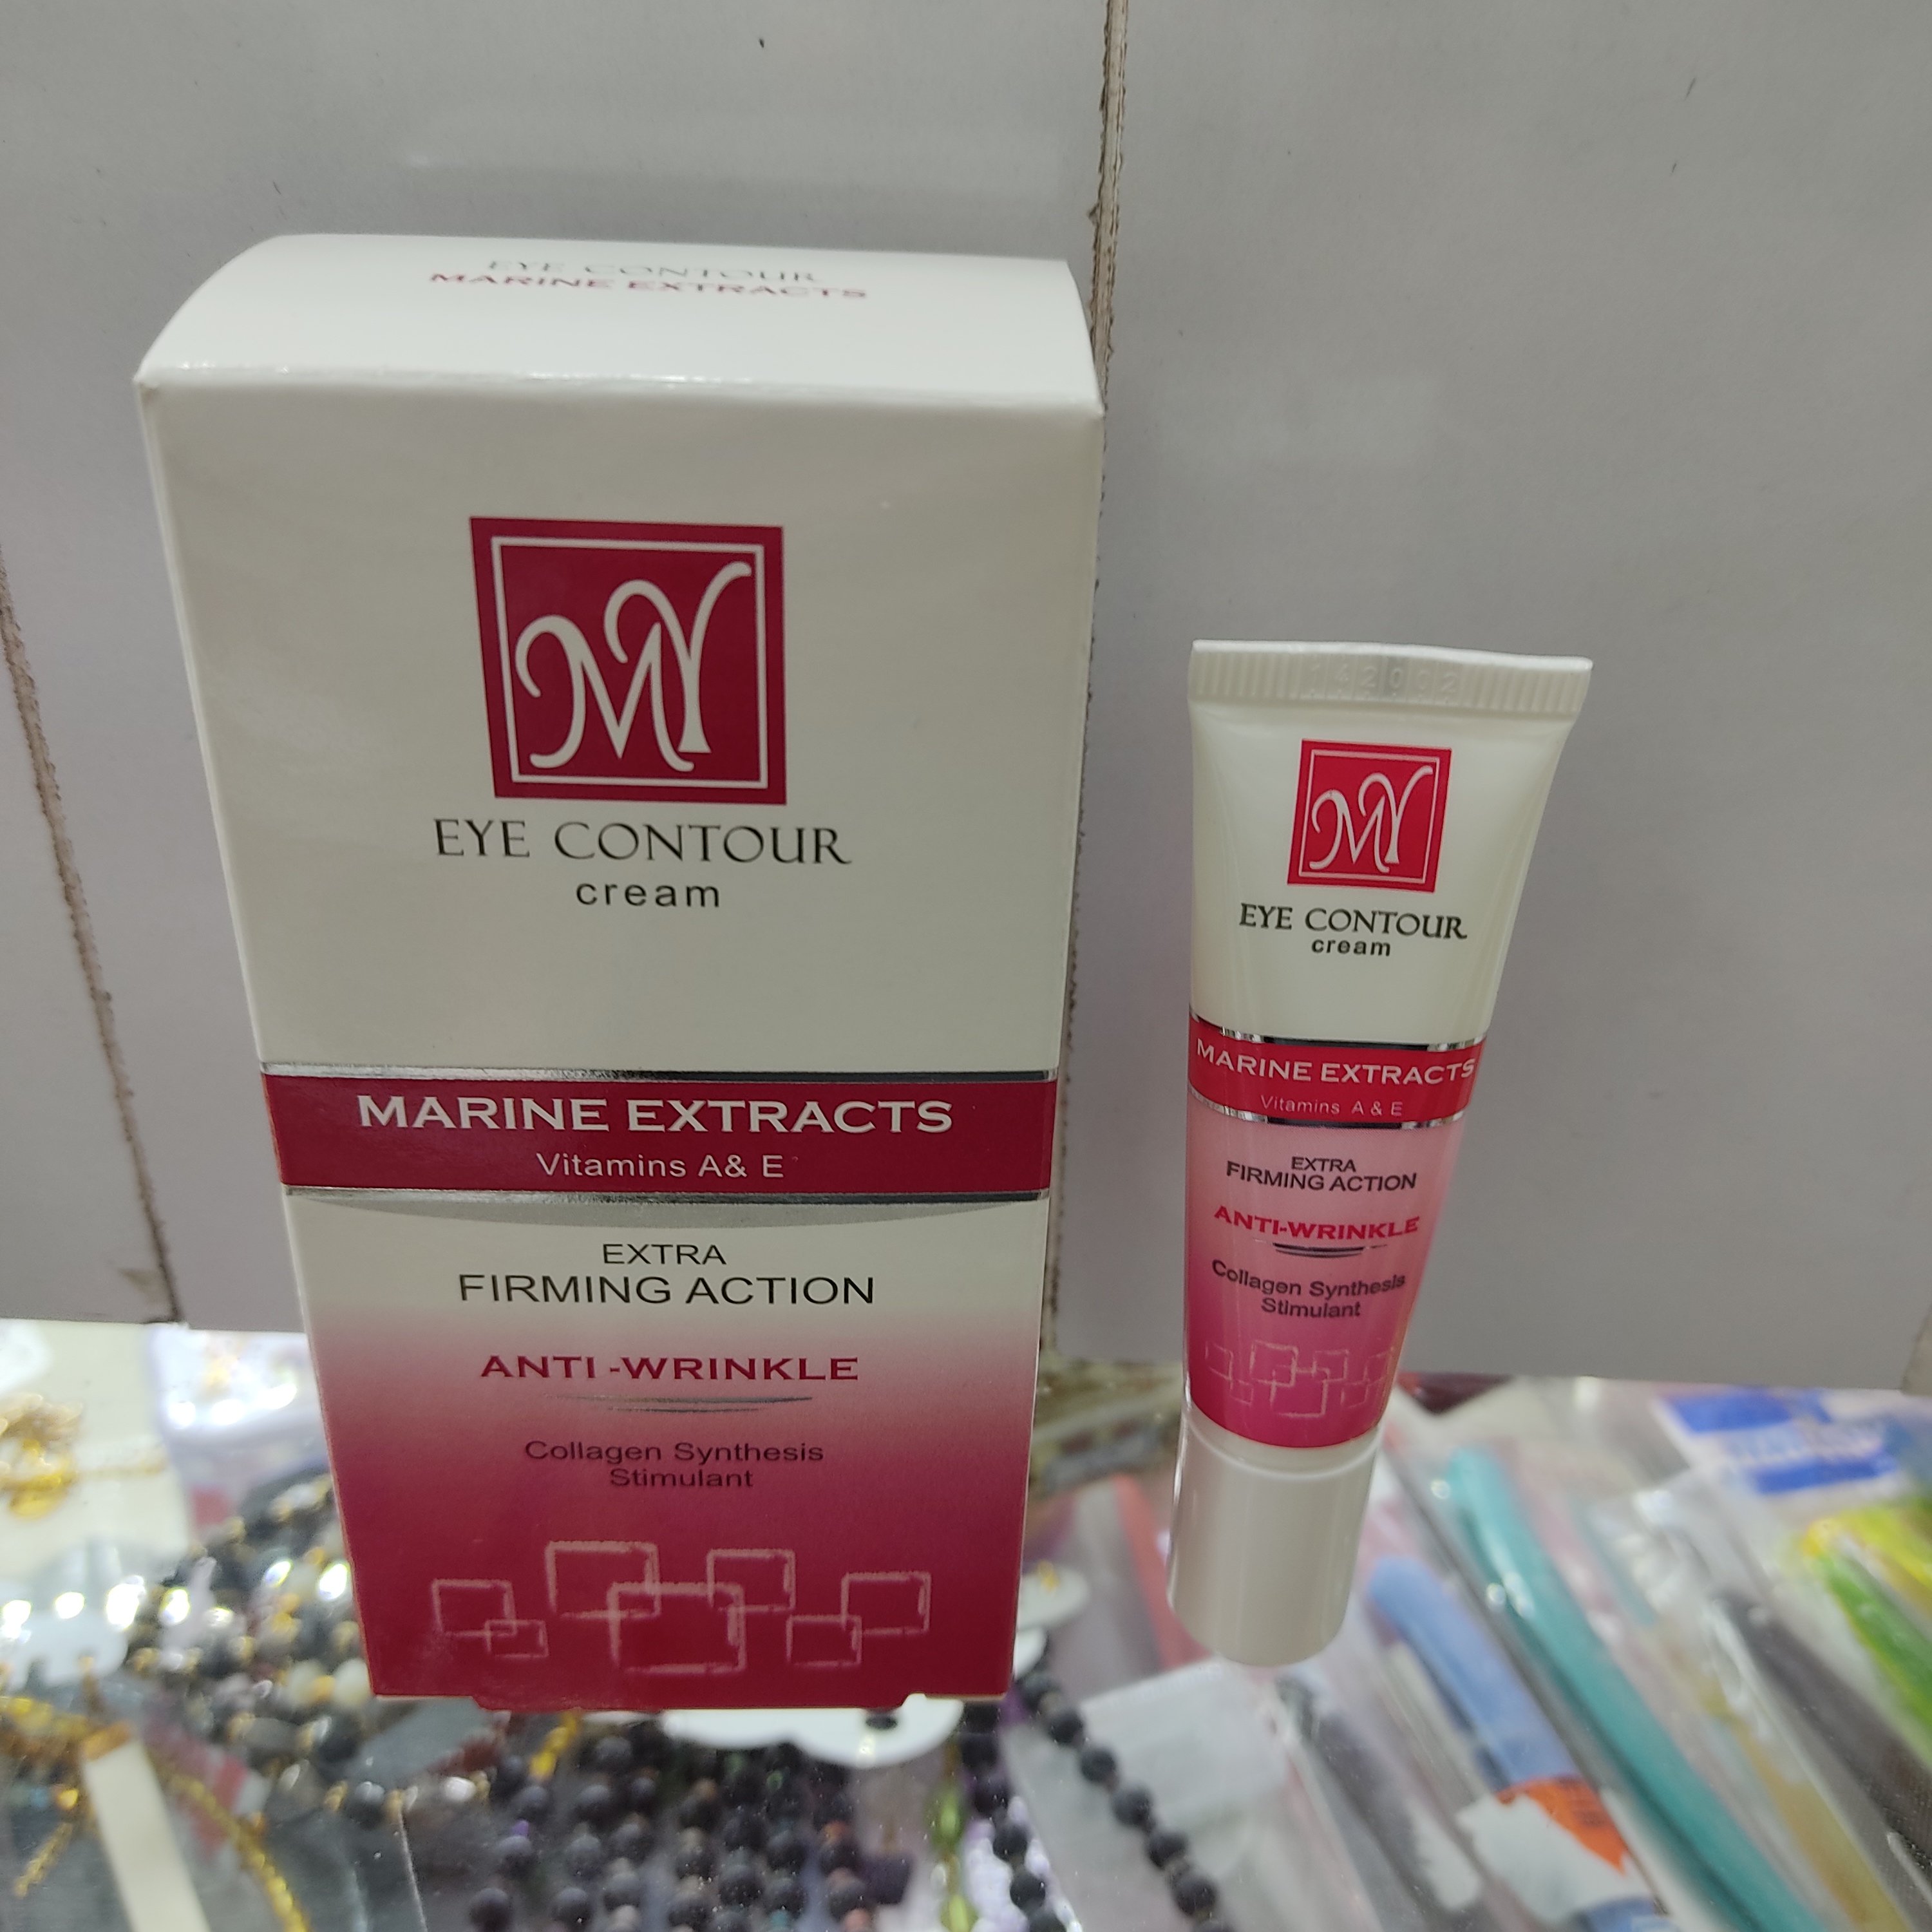 EYE CONTOUR
MARINE EXTRACTS
MY
EYE CONTOUR
cream
MARINE EXTRACTS
Vitamins A& E
EXTRA
FIRMING ACTION
ANTI-WRINKLE
Collagen Synthesis
Stimulant
MY
EYE CONTOUR
cream
MARINE EXTRACTS
Vitamins A & E
EXTRA
FIRMING ACTION
ANTI-WRINKLE
Collagen Synthesis
Stimulant